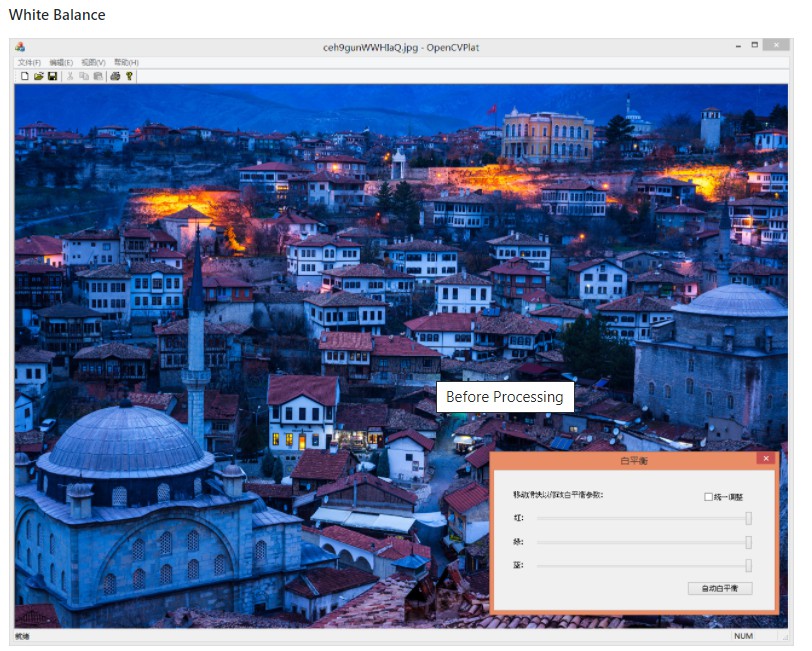 White Balance
ceh9gunWWHIaQ.jpg - OpenCVPlat
文件(F) 编辑(E) 视图(V) 帮助(H)
Before Processing
白平衡
移动滑块以修改白平衡参数:
统一调整
红:
绿:
蓝:
自动白平衡
就绪
NUM